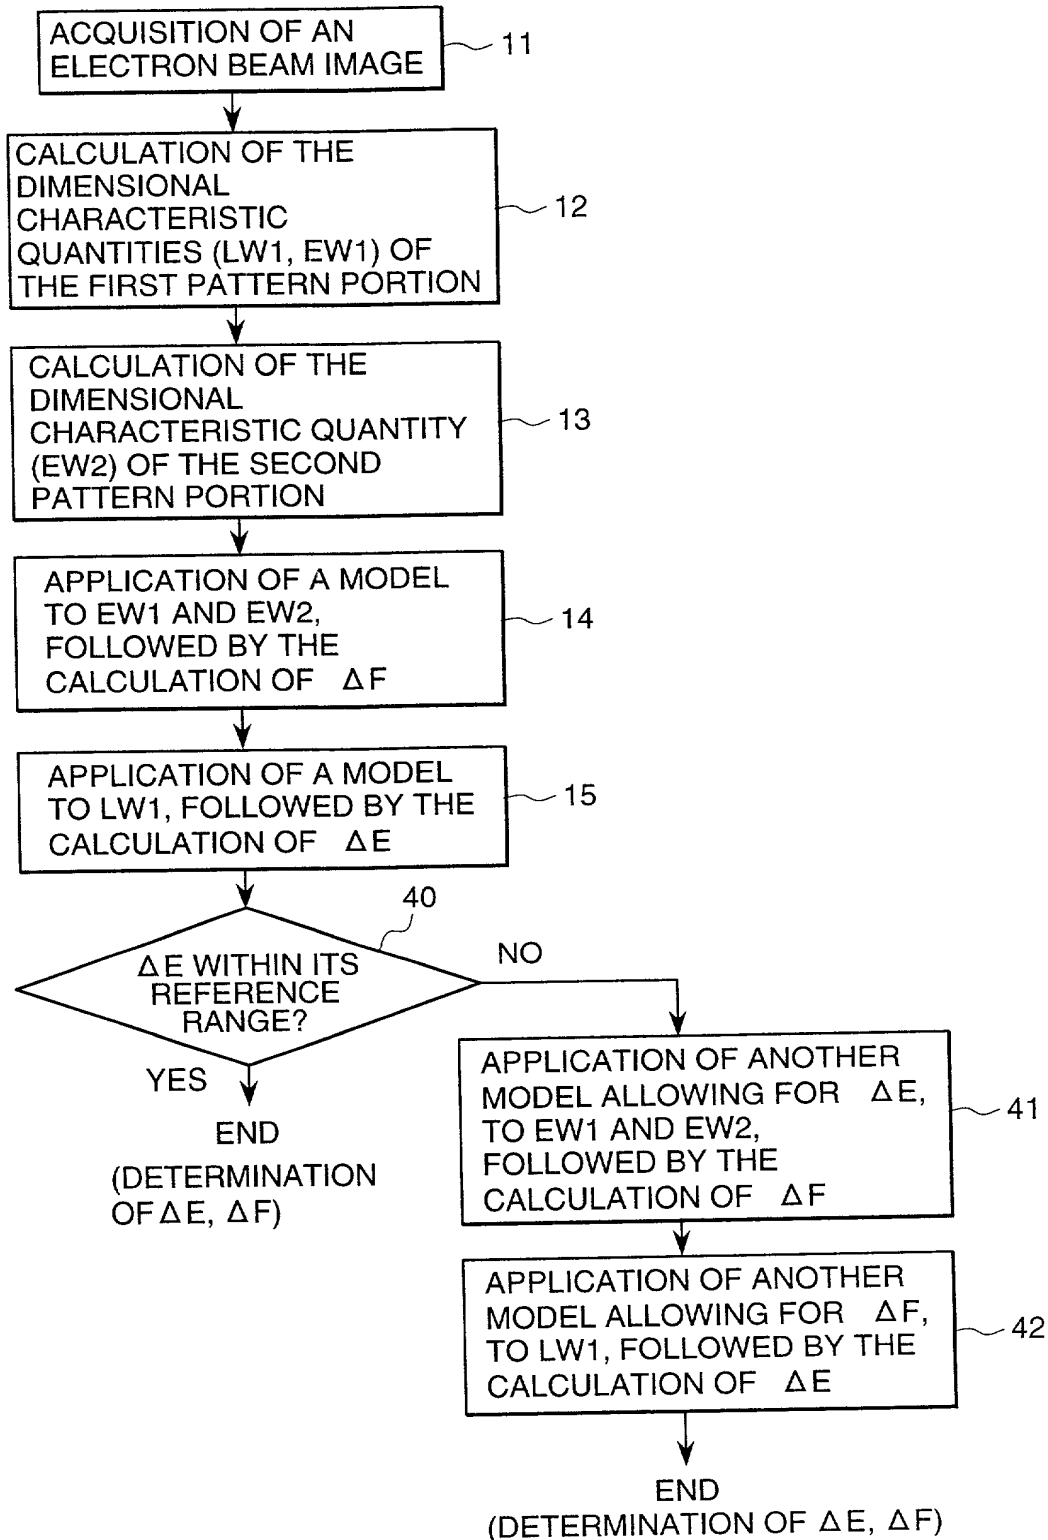 ACQUISITION OF AN
ELECTRON BEAM IMAGE
11
CALCULATION OF THE
DIMENSIONAL
CHARACTERISTIC
QUANTITIES (LW1, EW1) OF
THE FIRST PATTERN PORTION
12
CALCULATION OF THE
DIMENSIONAL
CHARACTERISTIC QUANTITY
(EW2) OF THE SECOND
PATTERN PORTION
13
APPLICATION OF A MODEL
TO EW1 AND EW2,
FOLLOWED BY THE
CALCULATION OF ΔF
14
APPLICATION OF A MODEL
TO LW1, FOLLOWED BY THE
CALCULATION OF ΔE
15
40
ΔE WITHIN ITS
REFERENCE
RANGE?
NO
YES
END
(DETERMINATION
OF ΔE, ΔF)
APPLICATION OF ANOTHER
MODEL ALLOWING FOR ΔE,
TO EW1 AND EW2,
FOLLOWED BY THE
CALCULATION OF ΔF
41
APPLICATION OF ANOTHER
MODEL ALLOWING FOR ΔF,
TO LW1, FOLLOWED BY THE
CALCULATION OF ΔE
42
END
(DETERMINATION OF ΔE, ΔF)